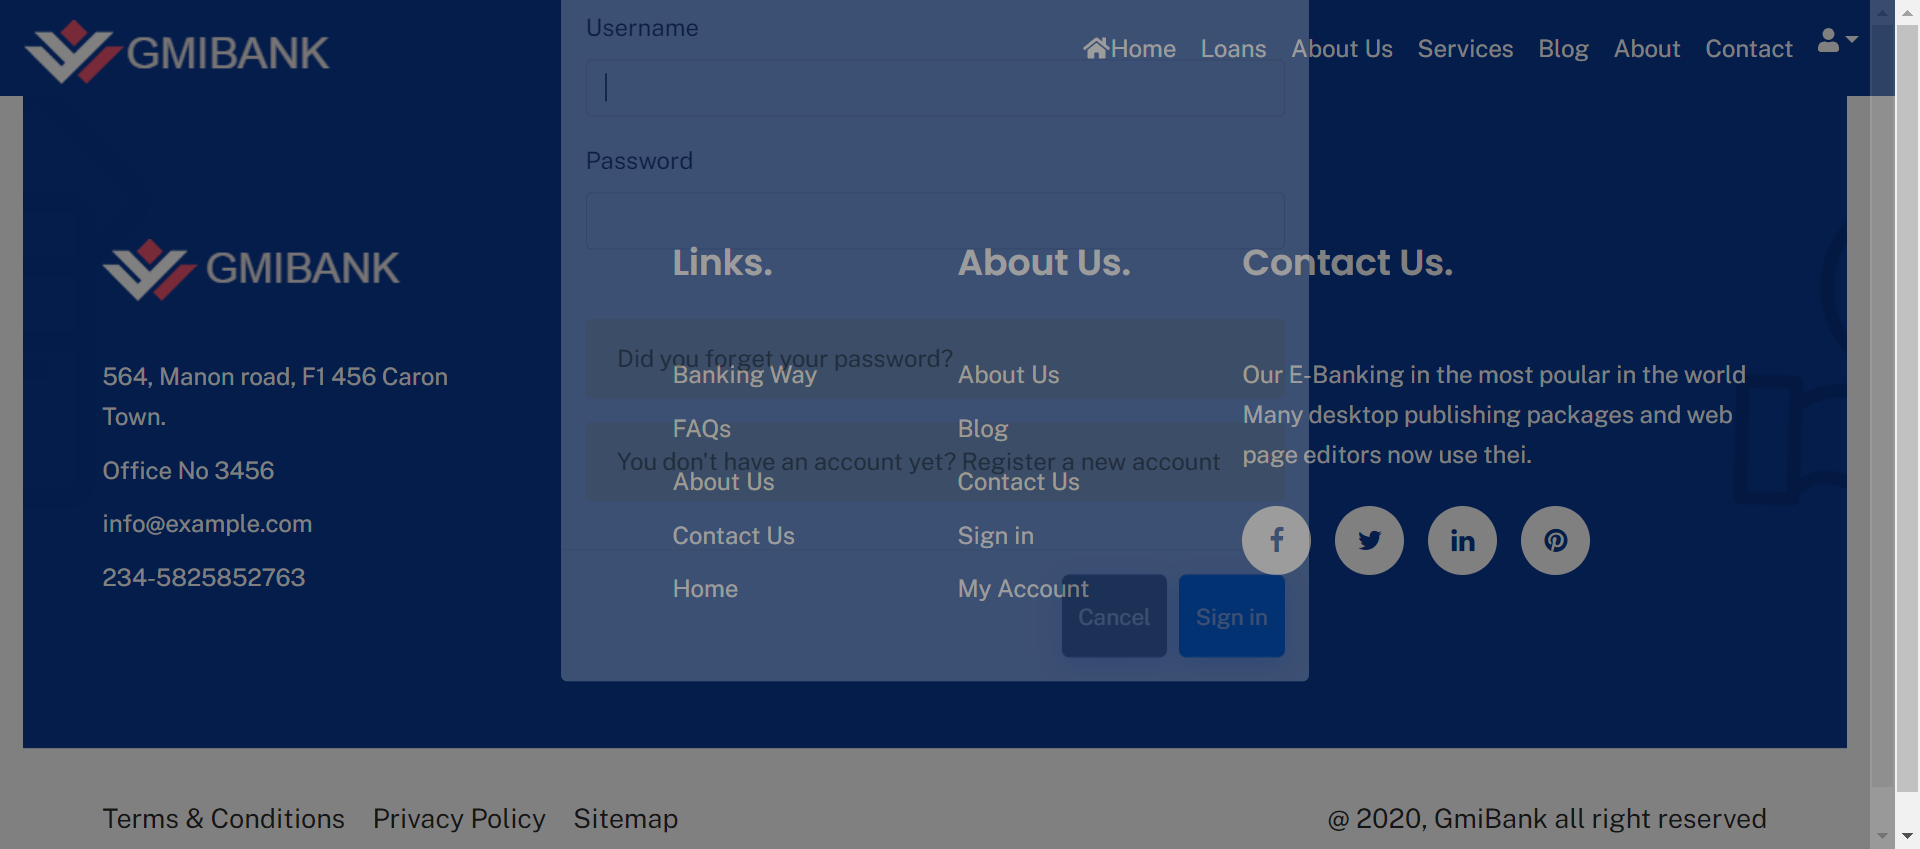 GMIBANK
Home Loans About Us Services Blog About Contact
Username
Password
Did you forget your password?
You don't have an account yet? Register a new account
Cancel
Sign in
GMIBANK
564, Manon road, F1 456 Caron
Town.
Office No 3456
info@example.com
234-5825852763
Links.
Banking Way
FAQs
About Us
Contact Us
Home
About Us.
About Us
Blog
Contact Us
Sign in
My Account
Contact Us.
Our E-Banking in the most poular in the world
Many desktop publishing packages and web
page editors now use thei.
Terms & Conditions Privacy Policy Sitemap
@ 2020, GmiBank all right reserved